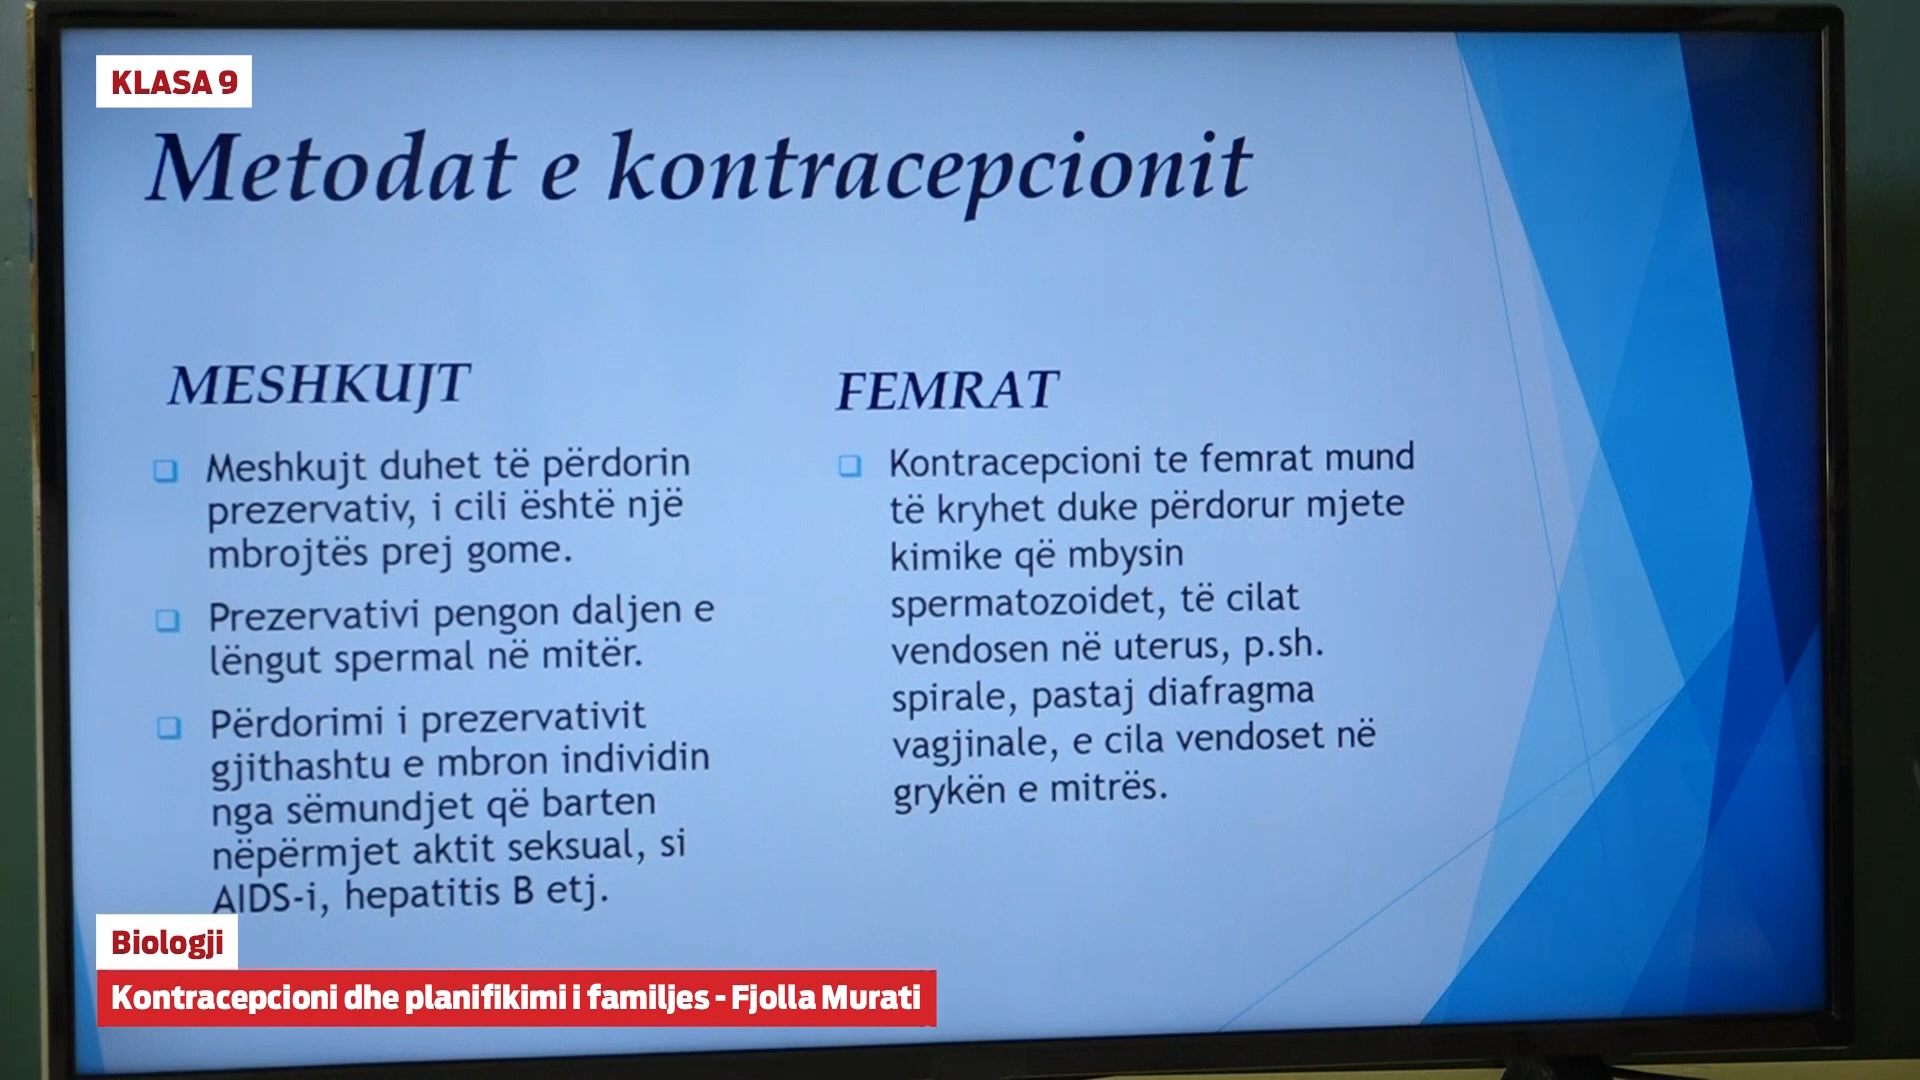 KLASA 9
Metodat e kontracepcionit
MESHKUJT
Meshkujt duhet të përdorin
prezervativ, i cili është një
mbrojtës prej gome.
Prezervativi pengon daljen e
lëngut spermal në mitër.
Përdorimi i prezervativit
gjithashtu e mbron individin
nga sëmundjet që barten
nëpërmjet aktit seksual, si
AIDS-i, hepatitis B etj.
FEMRAT
Kontracepcioni te femrat mund
të kryhet duke përdorur mjete
kimike që mbysin
spermatozoidet, të cilat
vendosen në uterus, p.sh.
spirale, pastaj diafragma
vagjinale, e cila vendoset në
grykën e mitrës.
Biologji
Kontracepcioni dhe planifikimi i familjes - Fjolla Murati